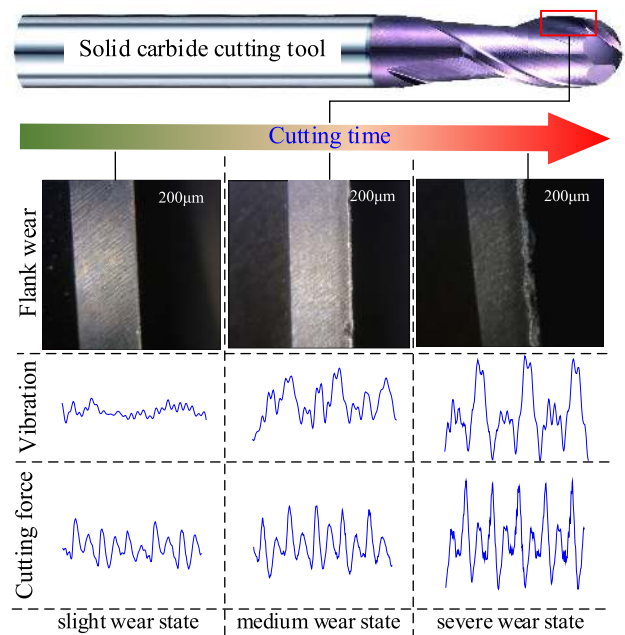 Solid carbide cutting tool
Cutting time
Flank wear
200μm
200μm
200μm
Vibration
Cutting force
slight wear state
medium wear state
severe wear state